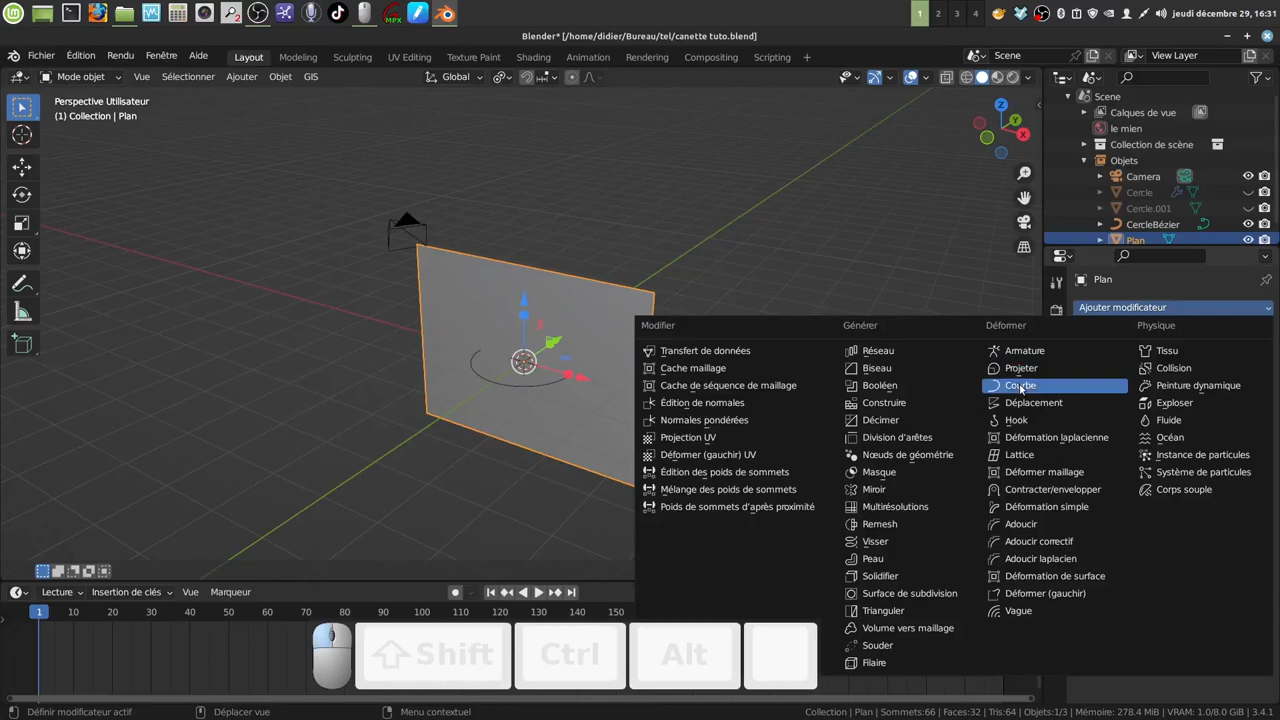 MPX
1
2
3
4
jeudi décembre 29, 16:31
Blender* [/home/didier/Bureau/tel/canette tuto.blend]
Fichier Édition Rendu Fenêtre Aide
Layout Modeling Sculpting UV Editing Texture Paint Shading Animation Rendering Compositing Scripting +
Scene
View Layer
Mode objet Vue Sélectionner Ajouter Objet GIS
Global
Perspective Utilisateur
(1) Collection | Plan
Z
Y
X
Scene
Calques de vue
le mien
Collection de scène
Objets
Camera
Cercle
Cercle.001
CercleBézier
Plan
Plan
Ajouter modificateur
Modifier
Transfert de données
Cache maillage
Cache de séquence de maillage
Édition de normales
Normales pondérées
Projection UV
Déformer (gauchir) UV
Édition des poids de sommets
Mélange des poids de sommets
Poids de sommets d'après proximité
Générer
Réseau
Biseau
Booléen
Construire
Décimer
Division d'arêtes
Nœuds de géométrie
Masque
Miroir
Multirésolutions
Remesh
Visser
Peau
Solidifier
Surface de subdivision
Trianguler
Volume vers maillage
Souder
Filaire
Déformer
Armature
Projeter
Courbe
Déplacement
Hook
Déformation laplacienne
Lattice
Déformer maillage
Contracter/envelopper
Déformation simple
Adoucir
Adoucir correctif
Adoucir laplacien
Déformation de surface
Déformer (gauchir)
Vague
Physique
Tissu
Collision
Peinture dynamique
Exploser
Fluide
Océan
Instance de particules
Système de particules
Corps souple
Lecture Insertion de clés Vue Marqueur
1 10 20 30 40 50 60 70 80 90 100 110 120 130 140 150
Shift Ctrl Alt
Définir modificateur actif
Déplacer vue
Menu contextuel
Collection | Plan | Sommets:66 | Faces:32 | Tris:64 | Objets:1/3 | Mémoire: 278.4 MiB | VRAM: 1.0/8.0 GiB | 3.4.1